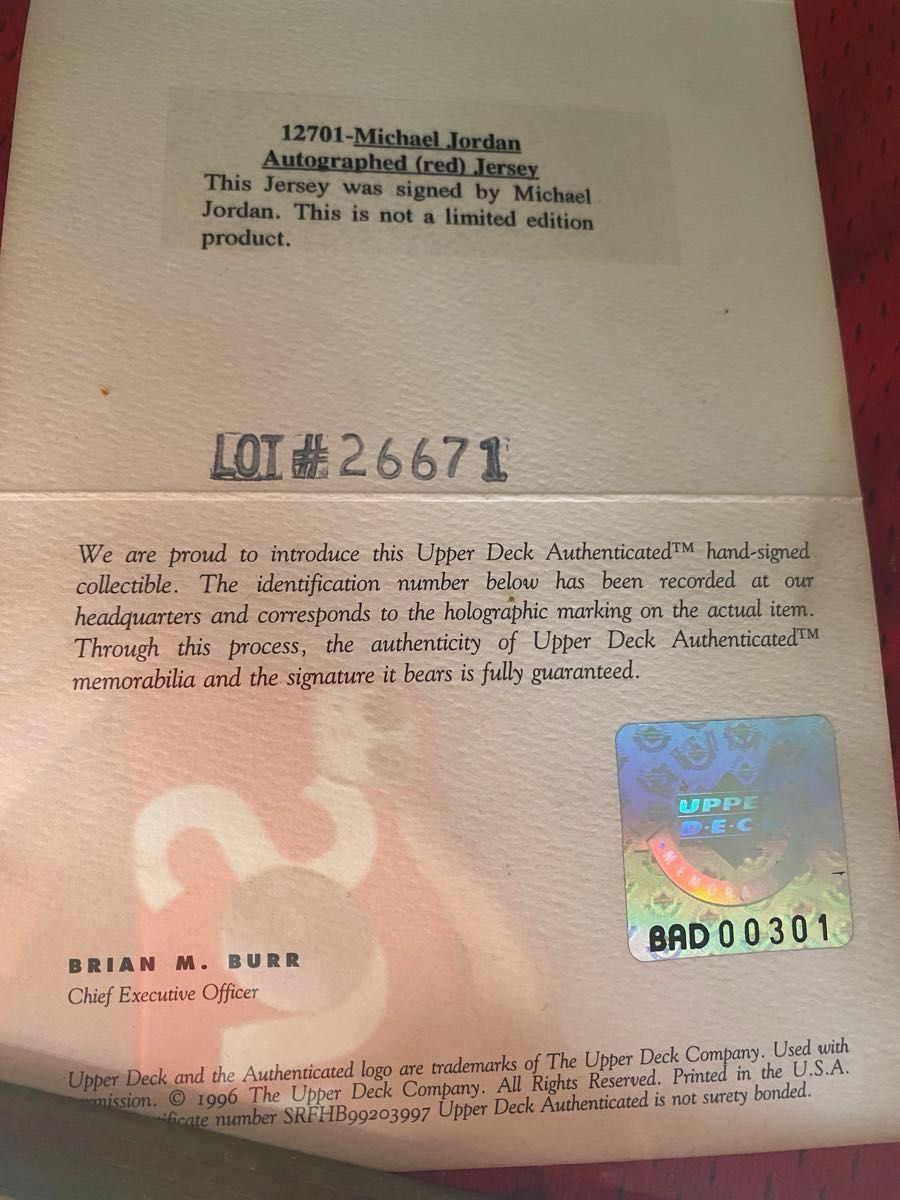 12701-Michael Jordan
Autographed (red) Jersey
This Jersey was signed by Michael
Jordan. This is not a limited edition
product.
LOT # 26671
We are proud to introduce this Upper Deck Authenticated™ hand-signed
collectible. The identification number below has been recorded at our
headquarters and corresponds to the holographic marking on the actual item.
Through this process, the authenticity of Upper Deck Authenticated™
memorabilia and the signature it bears is fully guaranteed.
UPPE
D·E·C
MEMORA
BAD00301
BRIAN M. BURR
Chief Executive Officer
Upper Deck and the Authenticated logo are trademarks of The Upper Deck Company. Used with
mission. © 1996 The Upper Deck Company. All Rights Reserved. Printed in the U.S.A.
ificate number SRFHB99203997 Upper Deck Authenticated is not surety bonded.